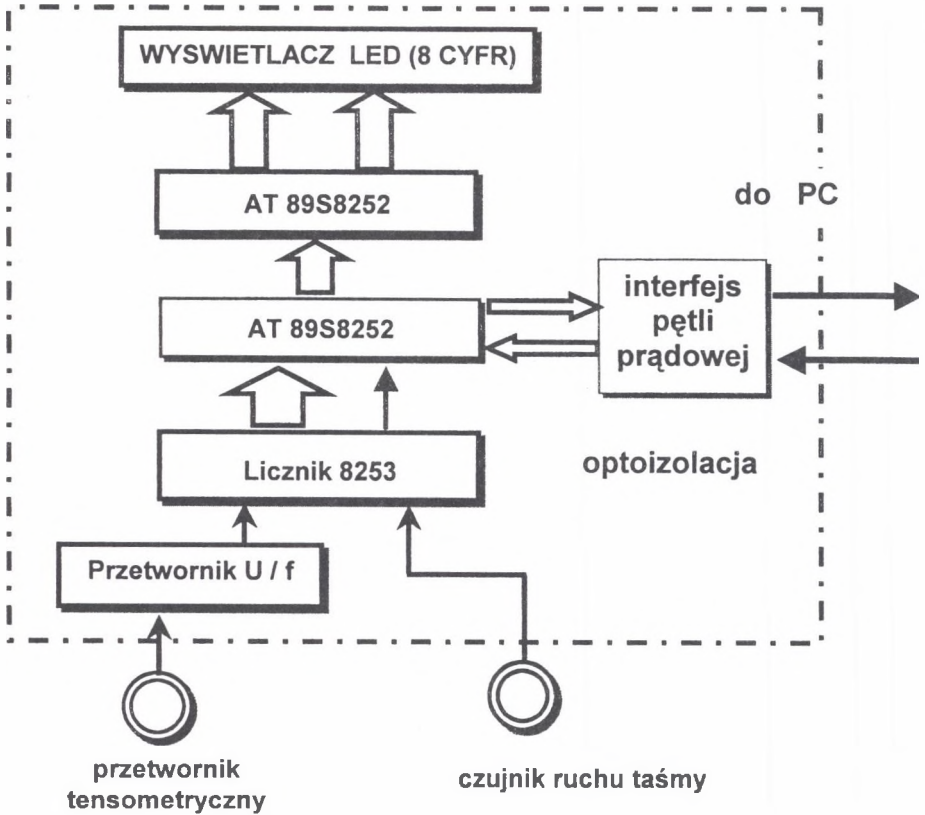 WYSWIETLACZ LED (8 CYFR)
AT 89S8252
do PC
AT 89S8252
interfejs
pętli
prądowej
Licznik 8253
optoizolacja
Przetwornik U / f
przetwornik
tensometryczny
czujnik ruchu taśmy